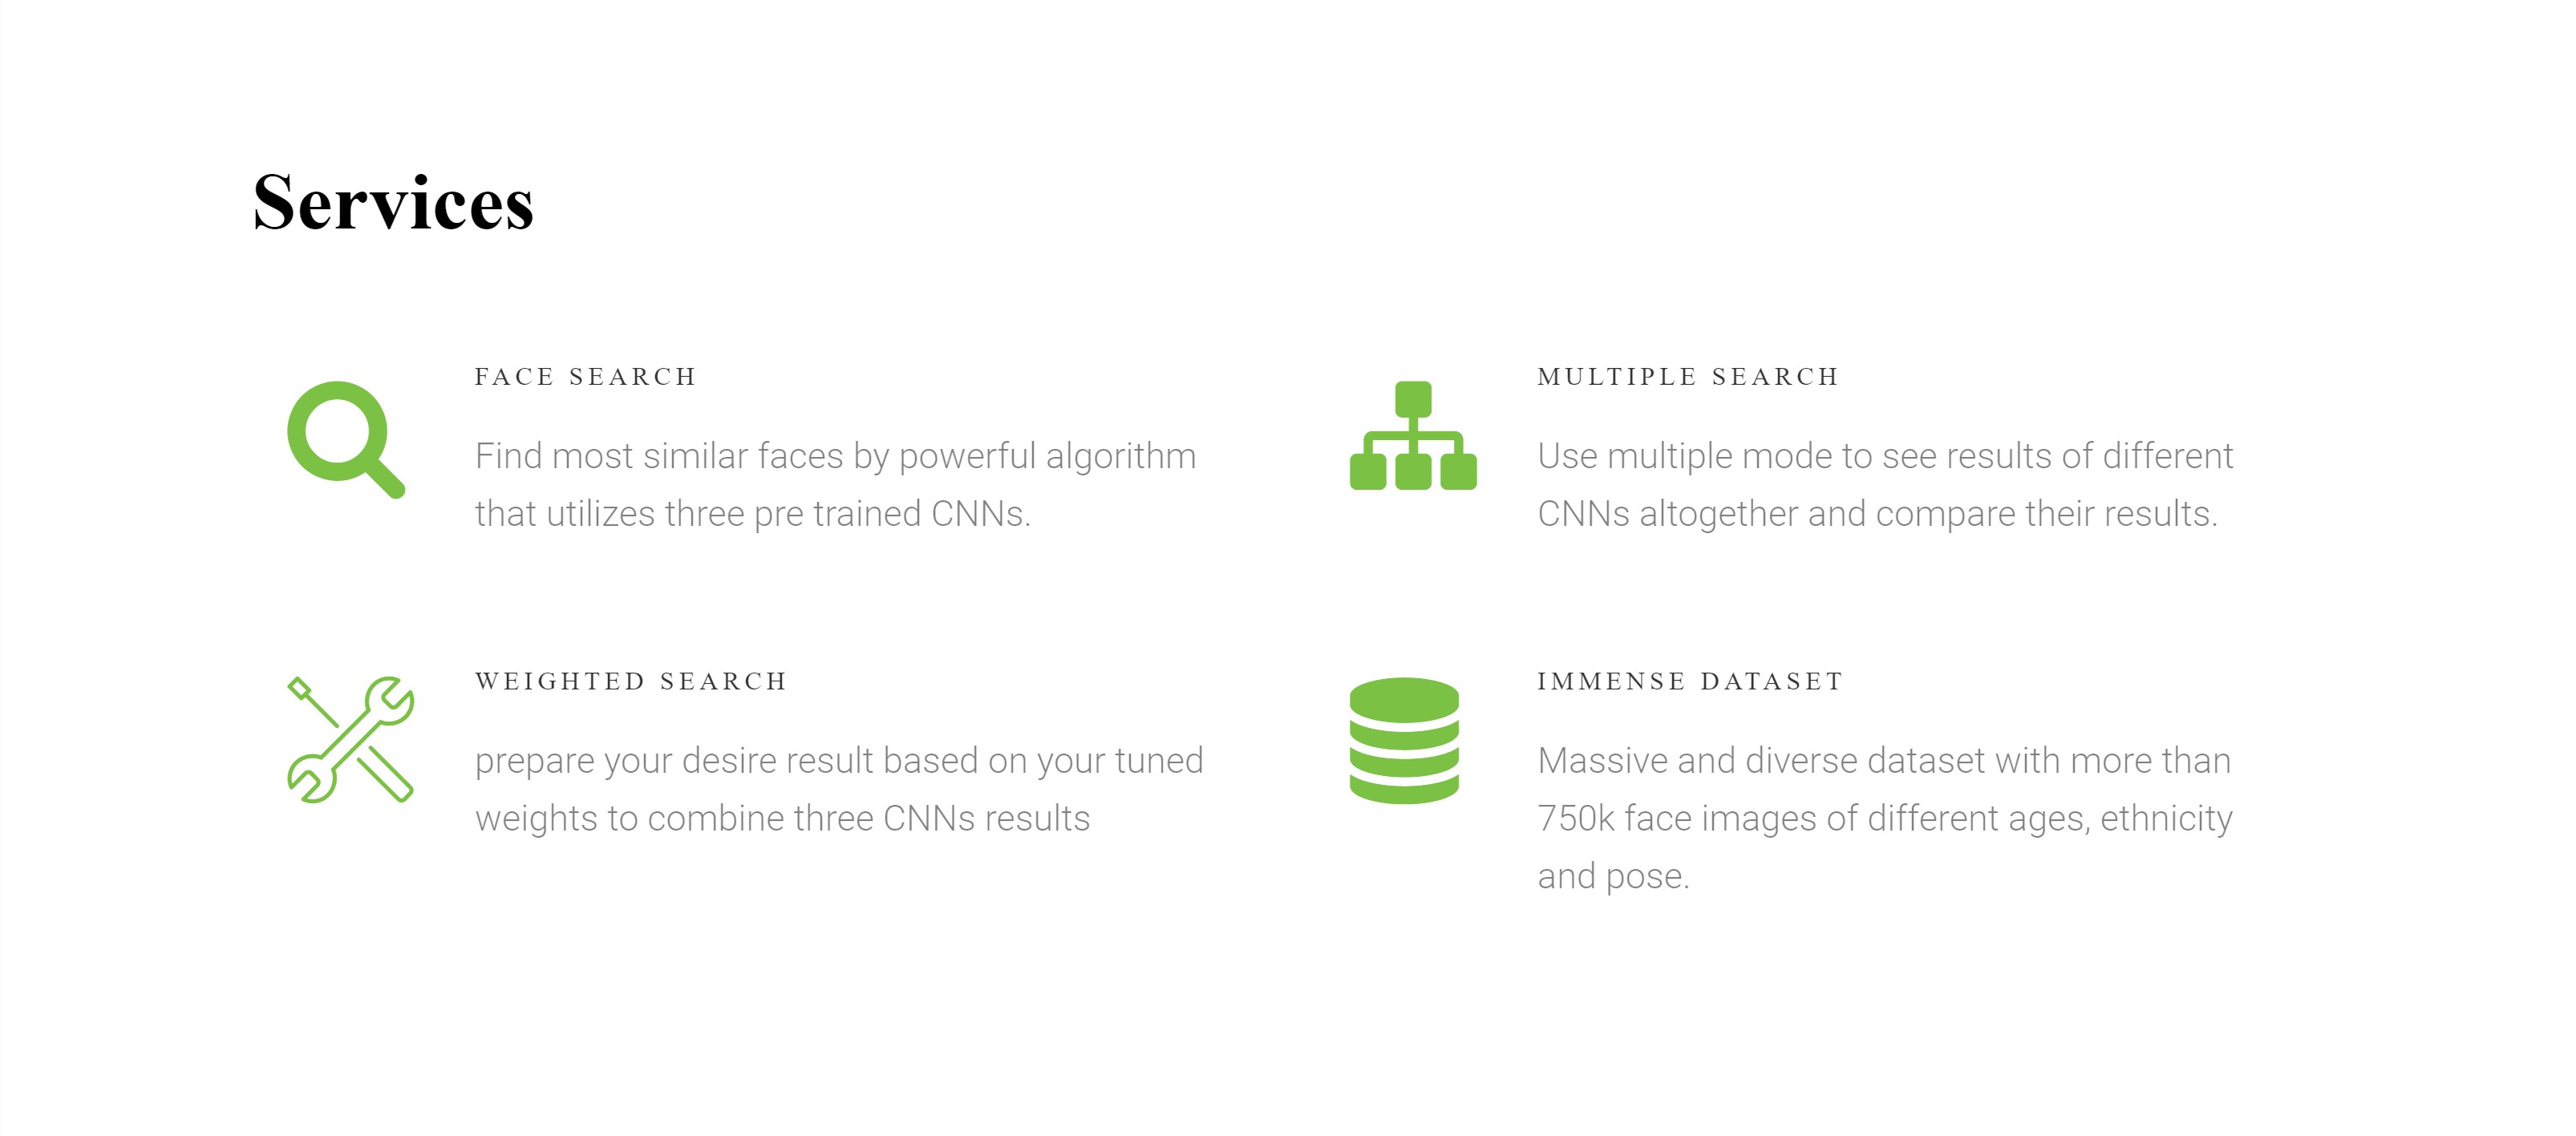 Services
FACE SEARCH
Find most similar faces by powerful algorithm
that utilizes three pre trained CNNs.
MULTIPLE SEARCH
Use multiple mode to see results of different
CNNs altogether and compare their results.
WEIGHTED SEARCH
prepare your desire result based on your tuned
weights to combine three CNNs results
IMMENSE DATASET
Massive and diverse dataset with more than
750k face images of different ages, ethnicity
and pose.